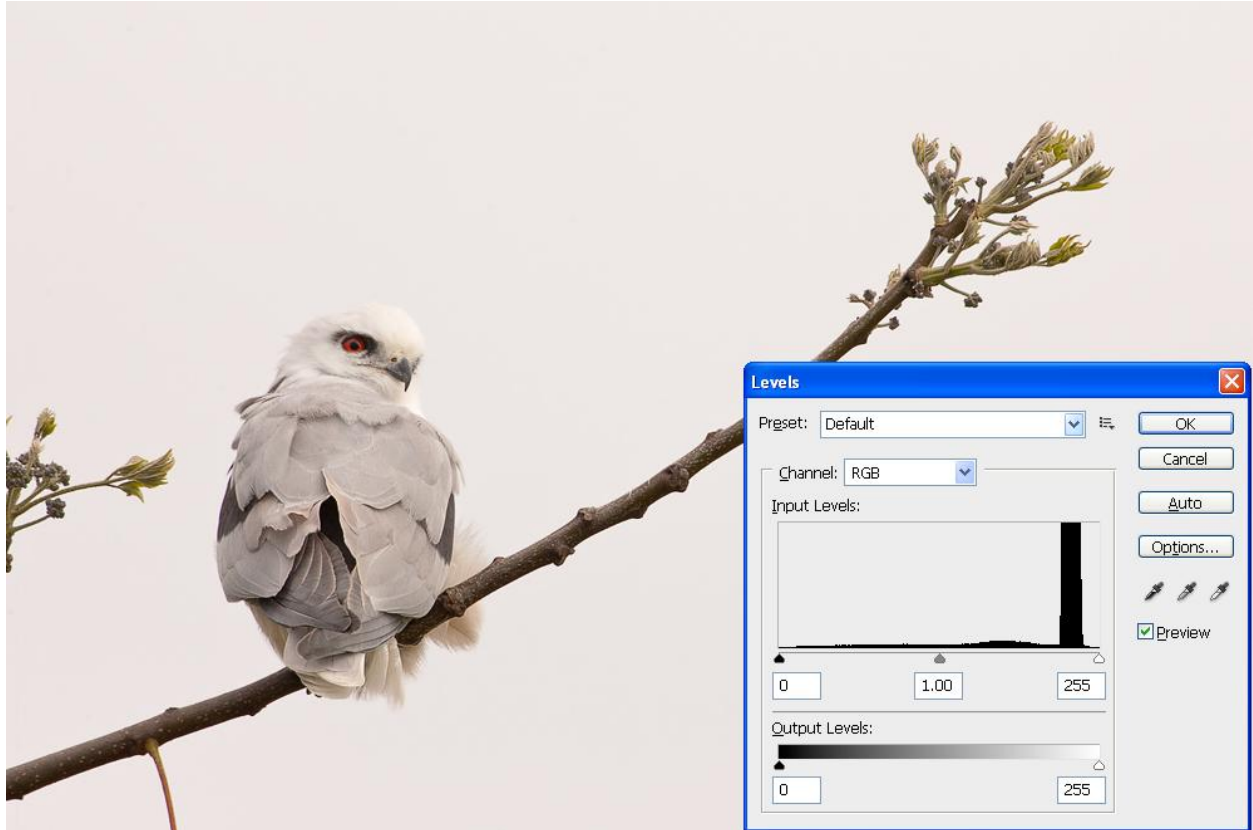 Levels
Preset: Default
OK
Channel: RGB
Cancel
Input Levels:
Auto
Options...
Preview
0 1.00 255
Output Levels:
0 255